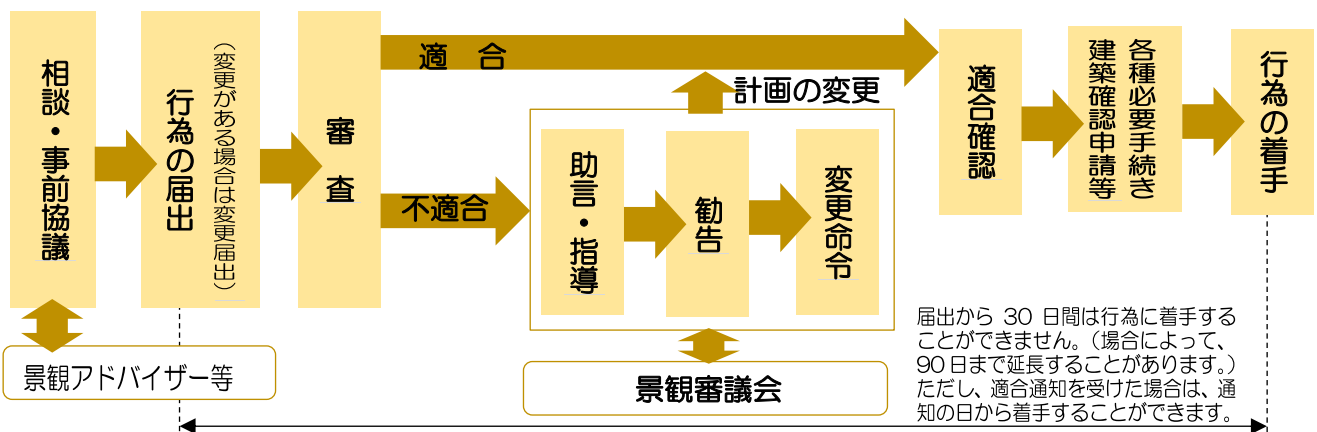 相談・事前協議
行為の届出
（変更がある場合は変更届出）
審 査
適 合
不適合
計画の変更
助言・指導
勧告
変更命令
適合確認
各種必要手続き
建築確認申請等
行為の着手
景観アドバイザー等
景観審議会
届出から 30 日間は行為に着手する
ことができません。（場合によって、
90日まで延長することがあります。）
ただし、適合通知を受けた場合は、通
知の日から着手することができます。